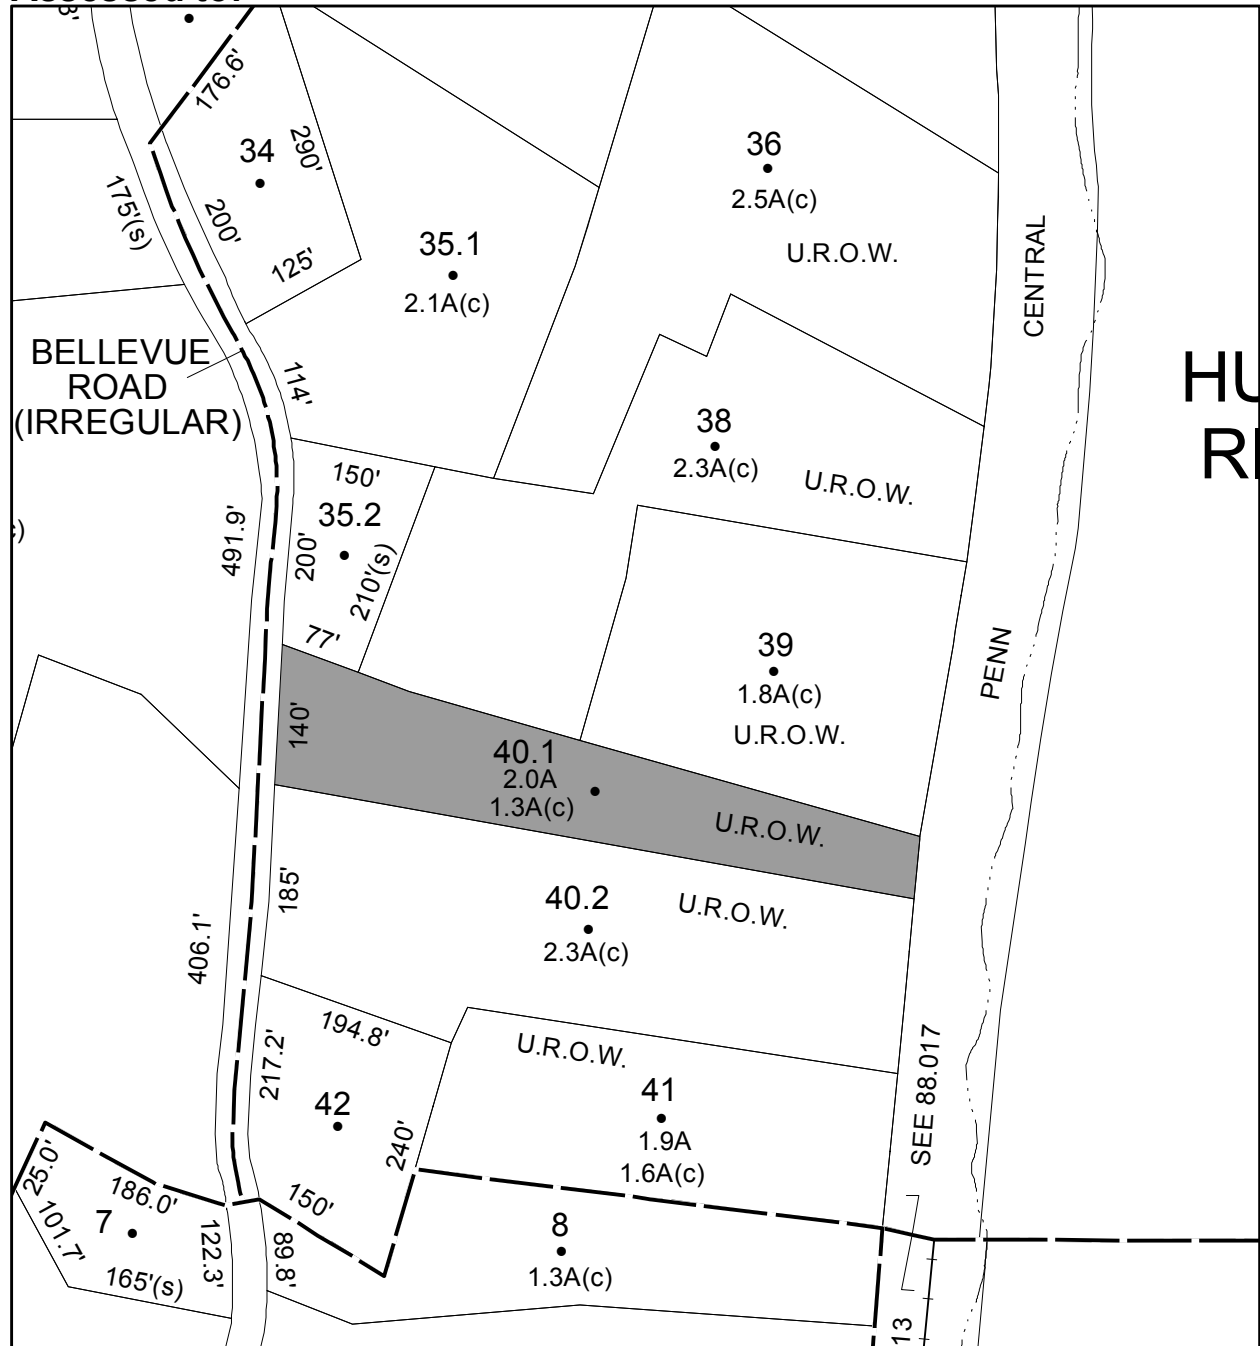 176.6'
34
290'
36
2.5A(c)
175'(s)
200'
125'
35.1
2.1A(c)
U.R.O.W.
CENTRAL
BELLEVUE
ROAD
(IRREGULAR)
114'
HU
38
2.3A(c)
U.R.O.W.
150'
35.2
491.9'
200'
210'(s)
77'
39
1.8A(c)
U.R.O.W.
PENN
140'
40.1
2.0A
1.3A(c)
U.R.O.W.
185'
40.2
2.3A(c)
U.R.O.W.
406.1'
194.8'
U.R.O.W.
217.2'
42
240'
41
1.9A
1.6A(c)
SEE 88.017
25.0'
186.0'
150'
7
101.7'
165'(s)
122.3'
89.8'
8
1.3A(c)
13